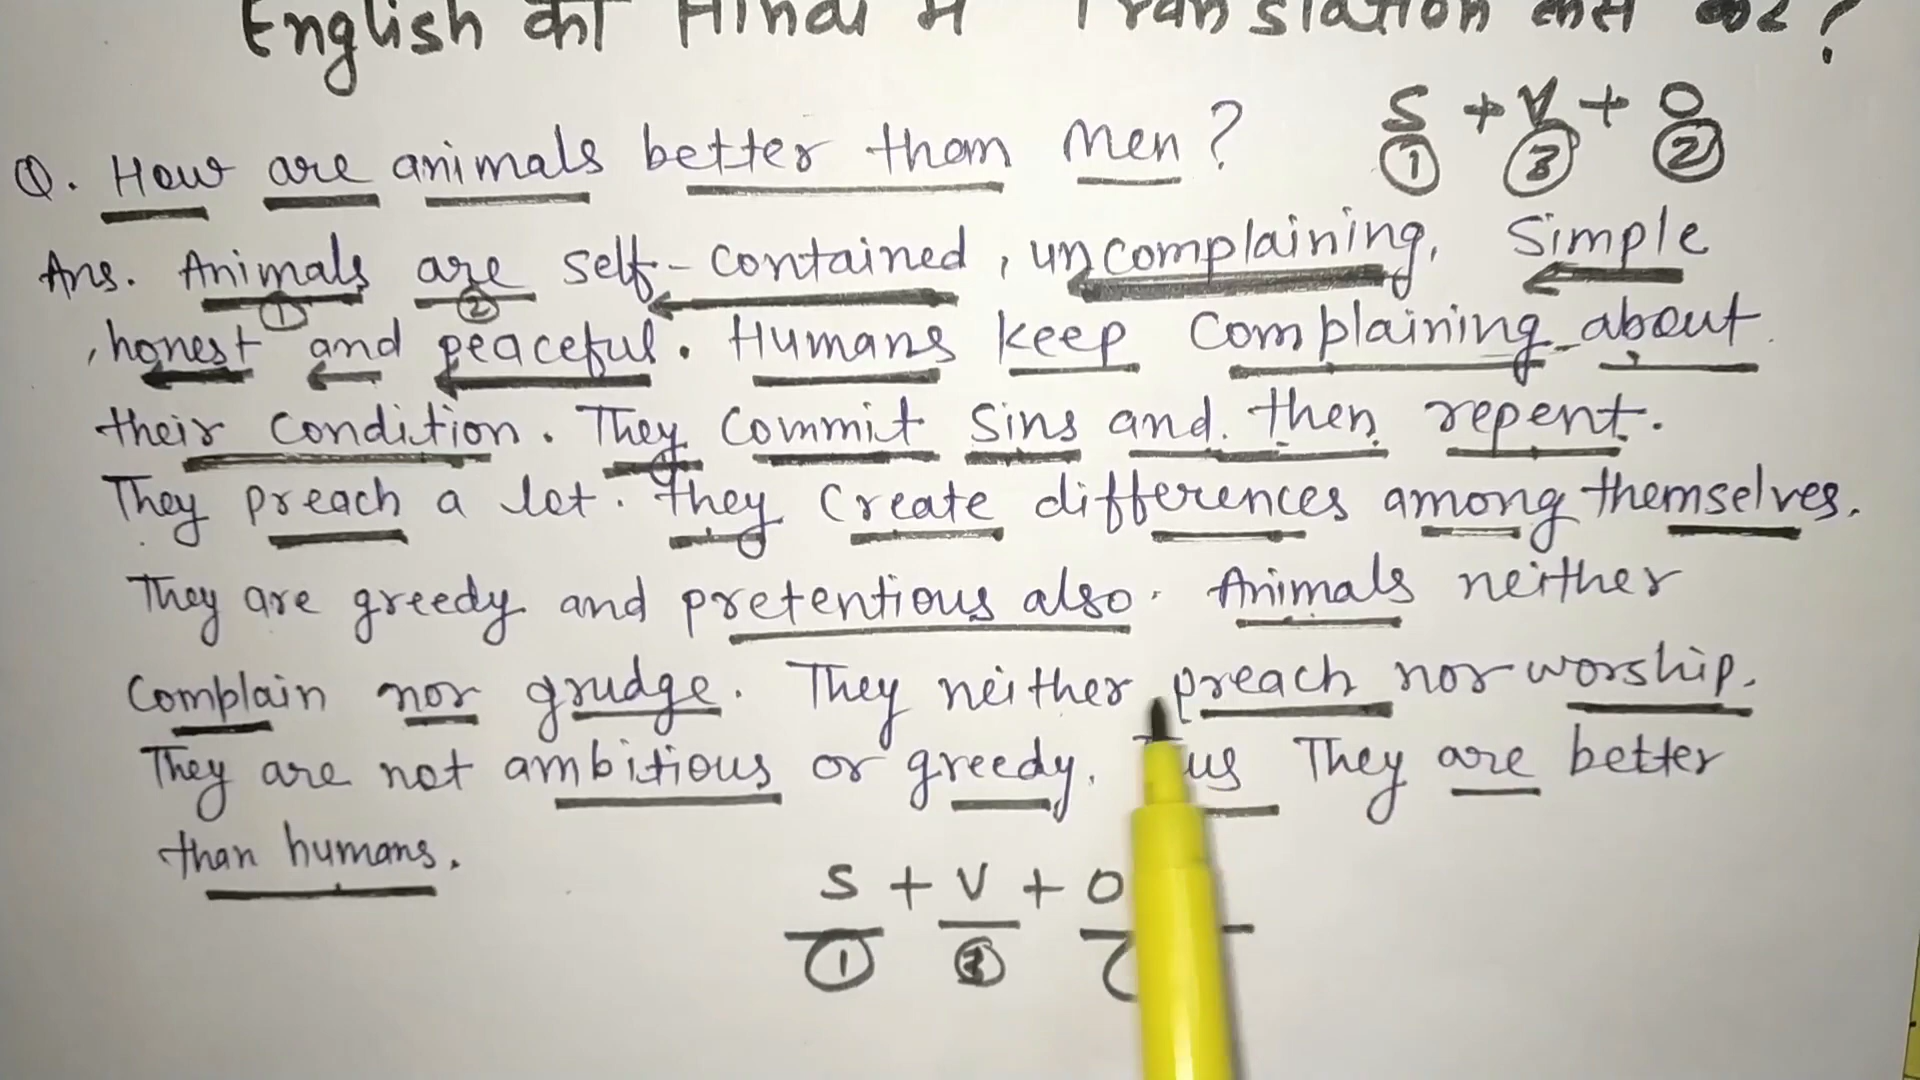 English का हिन्दी में Translation कैसे करें ?
Q. How are animals better than Men ? S + V + O
① ③ ②
Ans. Animals are self-contained, uncomplaining, Simple
① ②
, honest and peaceful. Humans keep Complaining about
their Condition. They Commit Sins and then repent.
They preach a lot. they Create differences among themselves.
They are greedy and pretentious also. Animals neither
Complain nor grudge. They neither preach nor worship.
They are not ambitious or greedy. us They are better
than humans.
S + V + O
①